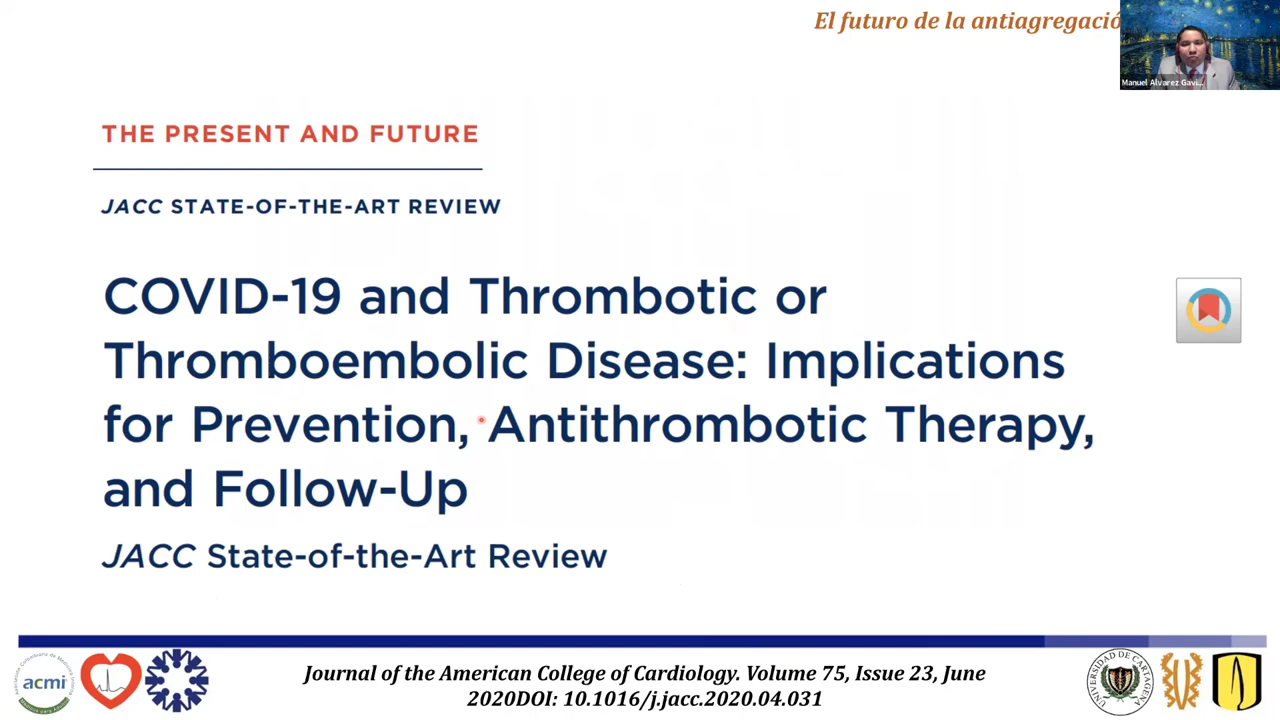 El futuro de la antiagregació
Manuel Alvarez Gavi...
THE PRESENT AND FUTURE
JACC STATE-OF-THE-ART REVIEW
COVID-19 and Thrombotic or
Thromboembolic Disease: Implications
for Prevention, Antithrombotic Therapy,
and Follow-Up
JACC State-of-the-Art Review
Journal of the American College of Cardiology. Volume 75, Issue 23, June
2020DOI: 10.1016/j.jacc.2020.04.031
acmi
UNIVERSIDAD DE CARTAGENA